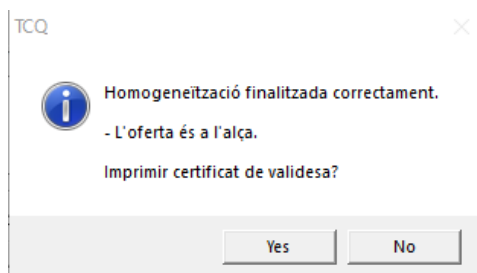 TCQ
Homogeneïtzació finalitzada correctament.
- L'oferta és a l'alça.
Imprimir certificat de validesa?
Yes
No